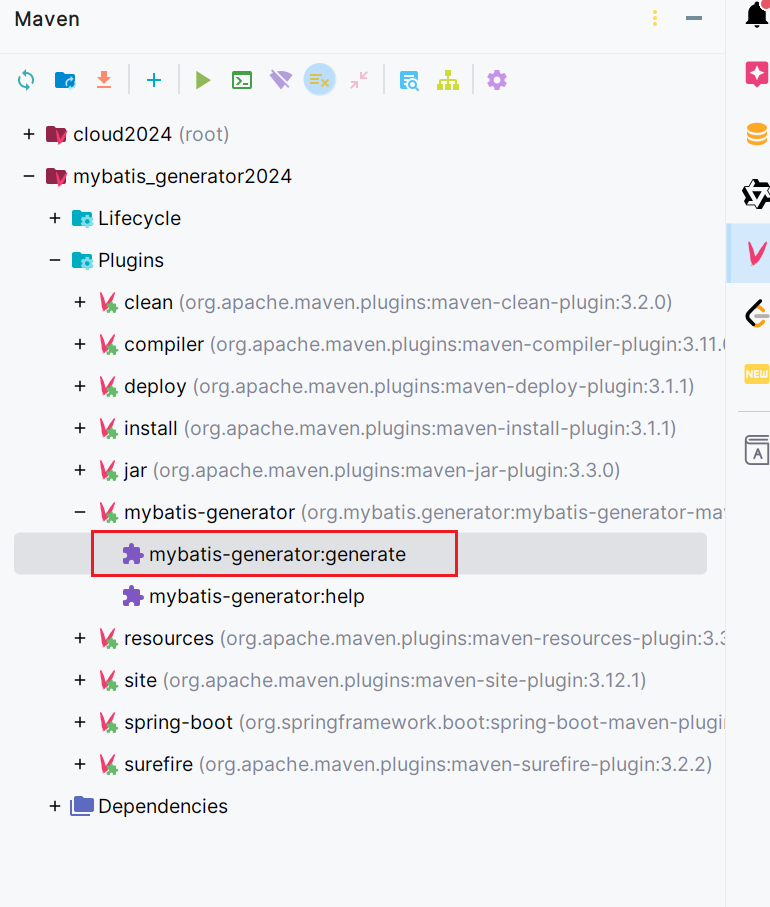 Maven
cloud2024 (root)
mybatis_generator2024
Lifecycle
Plugins
clean (org.apache.maven.plugins:maven-clean-plugin:3.2.0)
compiler (org.apache.maven.plugins:maven-compiler-plugin:3.11.
deploy (org.apache.maven.plugins:maven-deploy-plugin:3.1.1)
install (org.apache.maven.plugins:maven-install-plugin:3.1.1)
jar (org.apache.maven.plugins:maven-jar-plugin:3.3.0)
mybatis-generator (org.mybatis.generator:mybatis-generator-mav
mybatis-generator:generate
mybatis-generator:help
resources (org.apache.maven.plugins:maven-resources-plugin:3.3
site (org.apache.maven.plugins:maven-site-plugin:3.12.1)
spring-boot (org.springframework.boot:spring-boot-maven-plugi
surefire (org.apache.maven.plugins:maven-surefire-plugin:3.2.2)
Dependencies
NEW
A